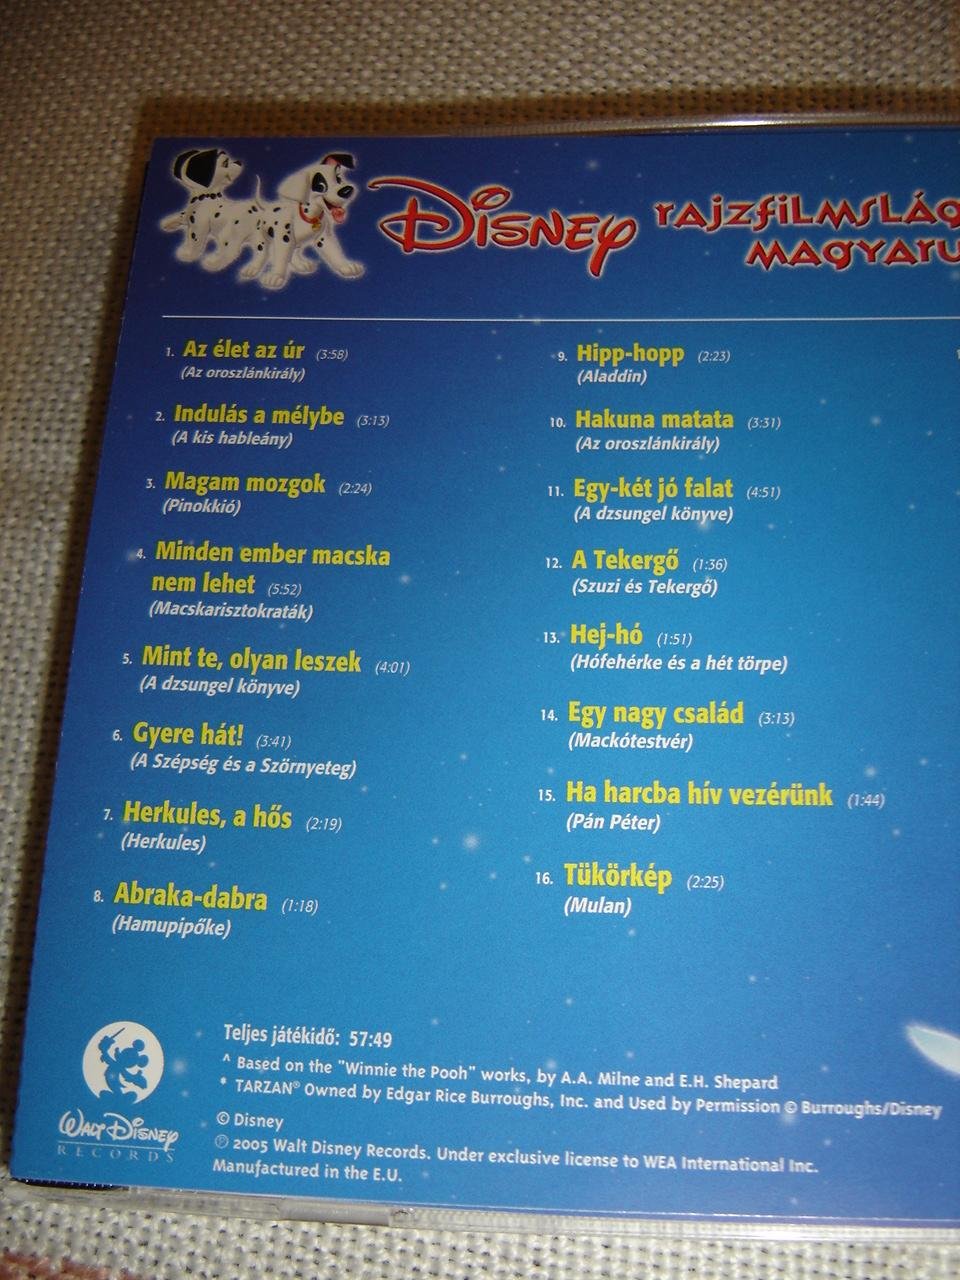 Disney rajzfilmslág
magyaru
1. Az élet az úr (3:58)
(Az oroszlánkirály)
2. Indulás a mélybe (3:13)
(A kis hableány)
3. Magam mozgok (2:24)
(Pinokkió)
4. Minden ember macska
nem lehet (5:52)
(Macskarisztokraták)
5. Mint te, olyan leszek (4:01)
(A dzsungel könyve)
6. Gyere hát! (3:41)
(A Szépség és a Szörnyeteg)
7. Herkules, a hős (2:19)
(Herkules)
8. Abraka-dabra (1:18)
(Hamupipőke)
9. Hipp-hopp (2:23)
(Aladdin)
10. Hakuna matata (3:31)
(Az oroszlánkirály)
11. Egy-két jó falat (4:51)
(A dzsungel könyve)
12. A Tekergő (1:36)
(Szuzi és Tekergő)
13. Hej-hó (1:51)
(Hófehérke és a hét törpe)
14. Egy nagy család (3:13)
(Mackótestvér)
15. Ha harcba hív vezérünk (1:44)
(Pán Péter)
16. Tükörkép (2:25)
(Mulan)
Teljes játékidő: 57:49
^ Based on the "Winnie the Pooh" works, by A.A. Milne and E.H. Shepard
* TARZAN® Owned by Edgar Rice Burroughs, Inc. and Used by Permission © Burroughs/Disney
© Disney
℗ 2005 Walt Disney Records. Under exclusive license to WEA International Inc.
Manufactured in the E.U.
Walt Disney
RECORDS